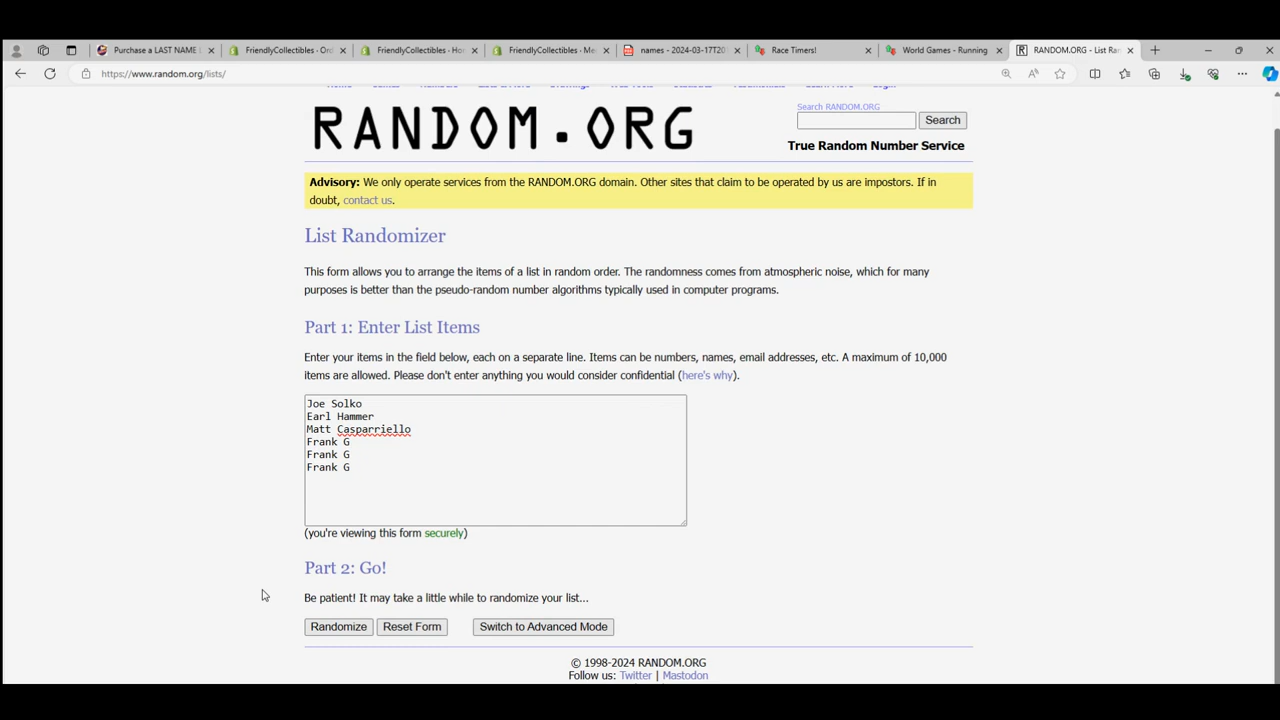 Purchase a LAST NAME
FriendlyCollectibles - Ord
FriendlyCollectibles - Ho
FriendlyCollectibles - Me
names - 2024-03-17T20
Race Timers!
World Games - Running
RANDOM.ORG - List Ra
https://www.random.org/lists/
RANDOM.ORG
Search RANDOM.ORG
Search
True Random Number Service
Advisory: We only operate services from the RANDOM.ORG domain. Other sites that claim to be operated by us are impostors. If in
doubt, contact us.
List Randomizer
This form allows you to arrange the items of a list in random order. The randomness comes from atmospheric noise, which for many
purposes is better than the pseudo-random number algorithms typically used in computer programs.
Part 1: Enter List Items
Enter your items in the field below, each on a separate line. Items can be numbers, names, email addresses, etc. A maximum of 10,000
items are allowed. Please don't enter anything you would consider confidential (here's why).
Joe Solko
Earl Hammer
Matt Casparriello
Frank G
Frank G
Frank G
(you're viewing this form securely)
Part 2: Go!
Be patient! It may take a little while to randomize your list...
Randomize Reset Form Switch to Advanced Mode
© 1998-2024 RANDOM.ORG
Follow us: Twitter | Mastodon